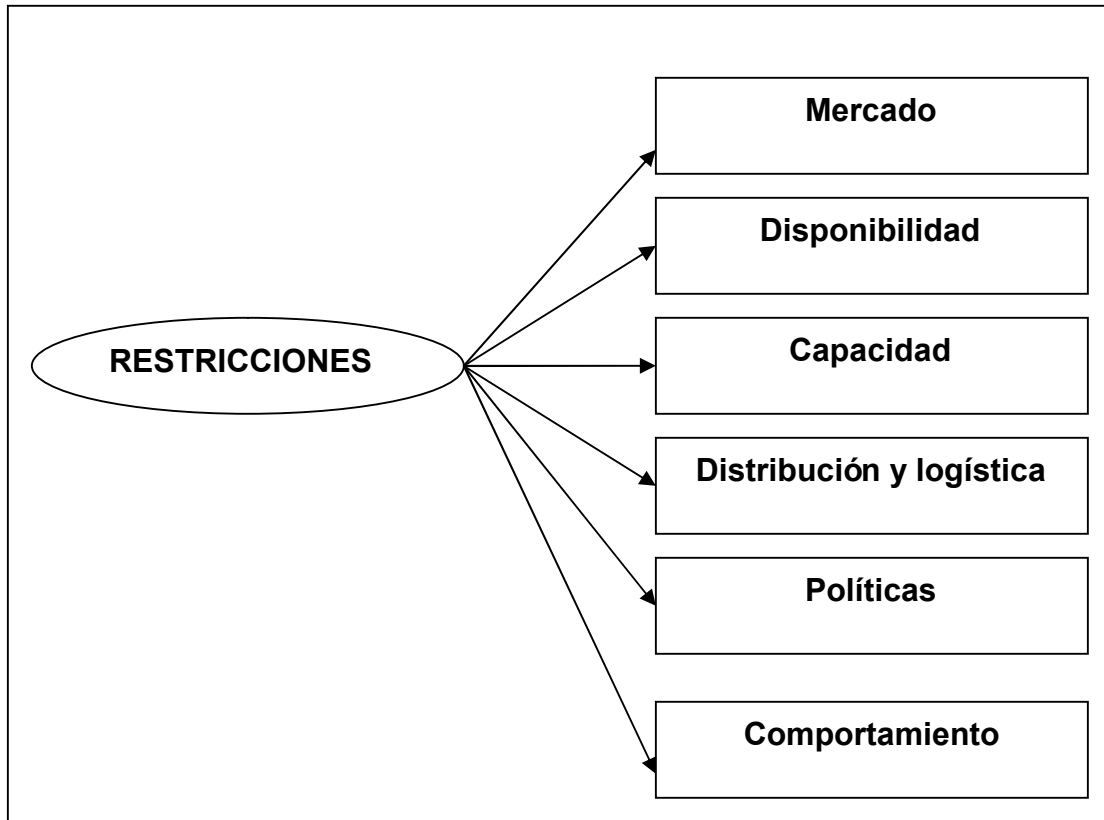 Mercado
Disponibilidad
RESTRICCIONES
Capacidad
Distribución y logística
Políticas
Comportamiento